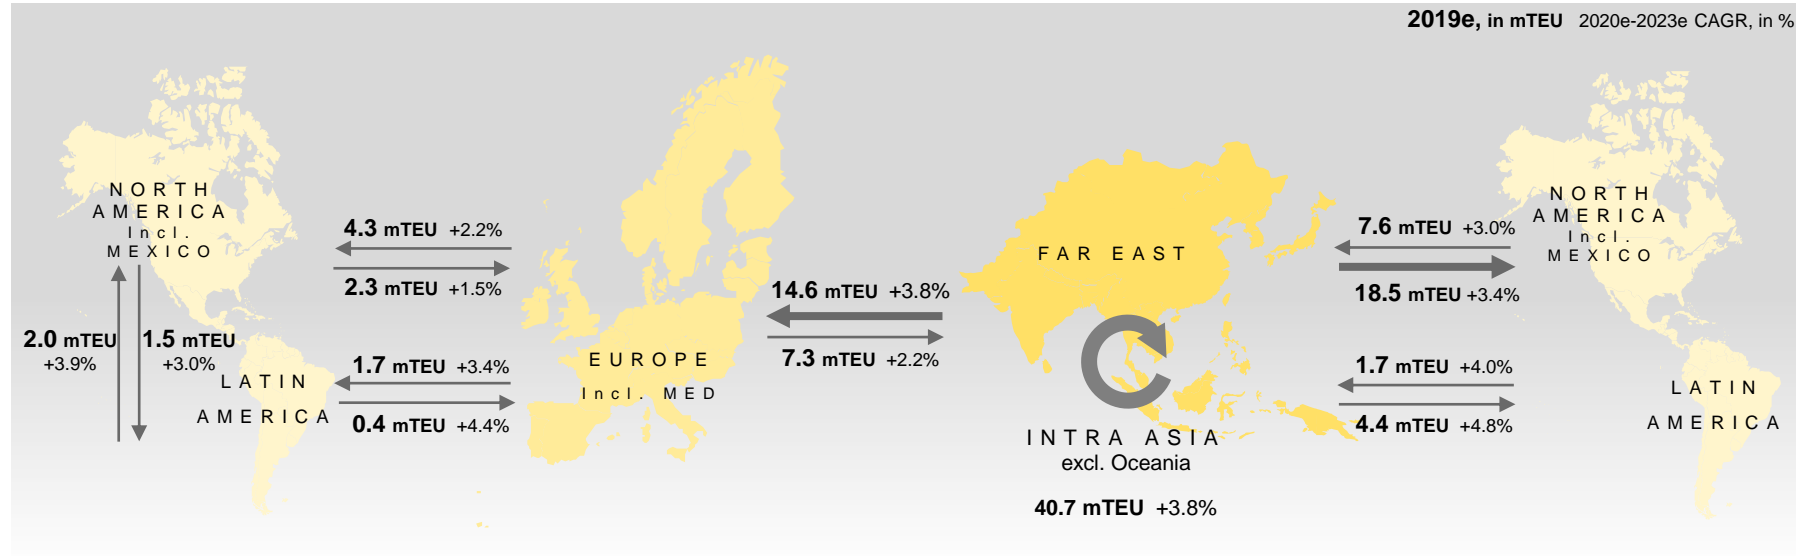 2019e, in mTEU 2020e-2023e CAGR, in %
NORTH
AMERICA
Incl.
MEXICO
4.3 mTEU +2.2%
2.3 mTEU +1.5%
2.0 mTEU
+3.9%
1.5 mTEU
+3.0%
LATIN
AMERICA
1.7 mTEU +3.4%
0.4 mTEU +4.4%
EUROPE
Incl. MED
14.6 mTEU +3.8%
7.3 mTEU +2.2%
FAR EAST
INTRA ASIA
excl. Oceania
40.7 mTEU +3.8%
7.6 mTEU +3.0%
18.5 mTEU +3.4%
1.7 mTEU +4.0%
4.4 mTEU +4.8%
NORTH
AMERICA
Incl.
MEXICO
LATIN
AMERICA